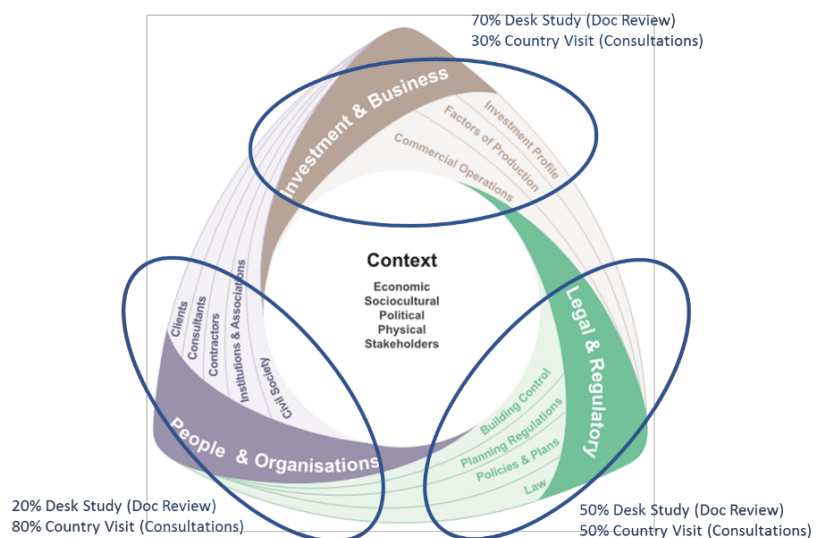 70% Desk Study (Doc Review)
30% Country Visit (Consultations)
Investment & Business
Investment Profile
Factors of Production
Commercial Operations
Context
Economic
Sociocultural
Political
Physical
Stakeholders
Clients
Consultants
Contractors
Institutions & Associations
Civil Society
People & Organisations
Legal & Regulatory
Building Control
Planning Regulations
Policies & Plans
Law
20% Desk Study (Doc Review)
80% Country Visit (Consultations)
50% Desk Study (Doc Review)
50% Country Visit (Consultations)